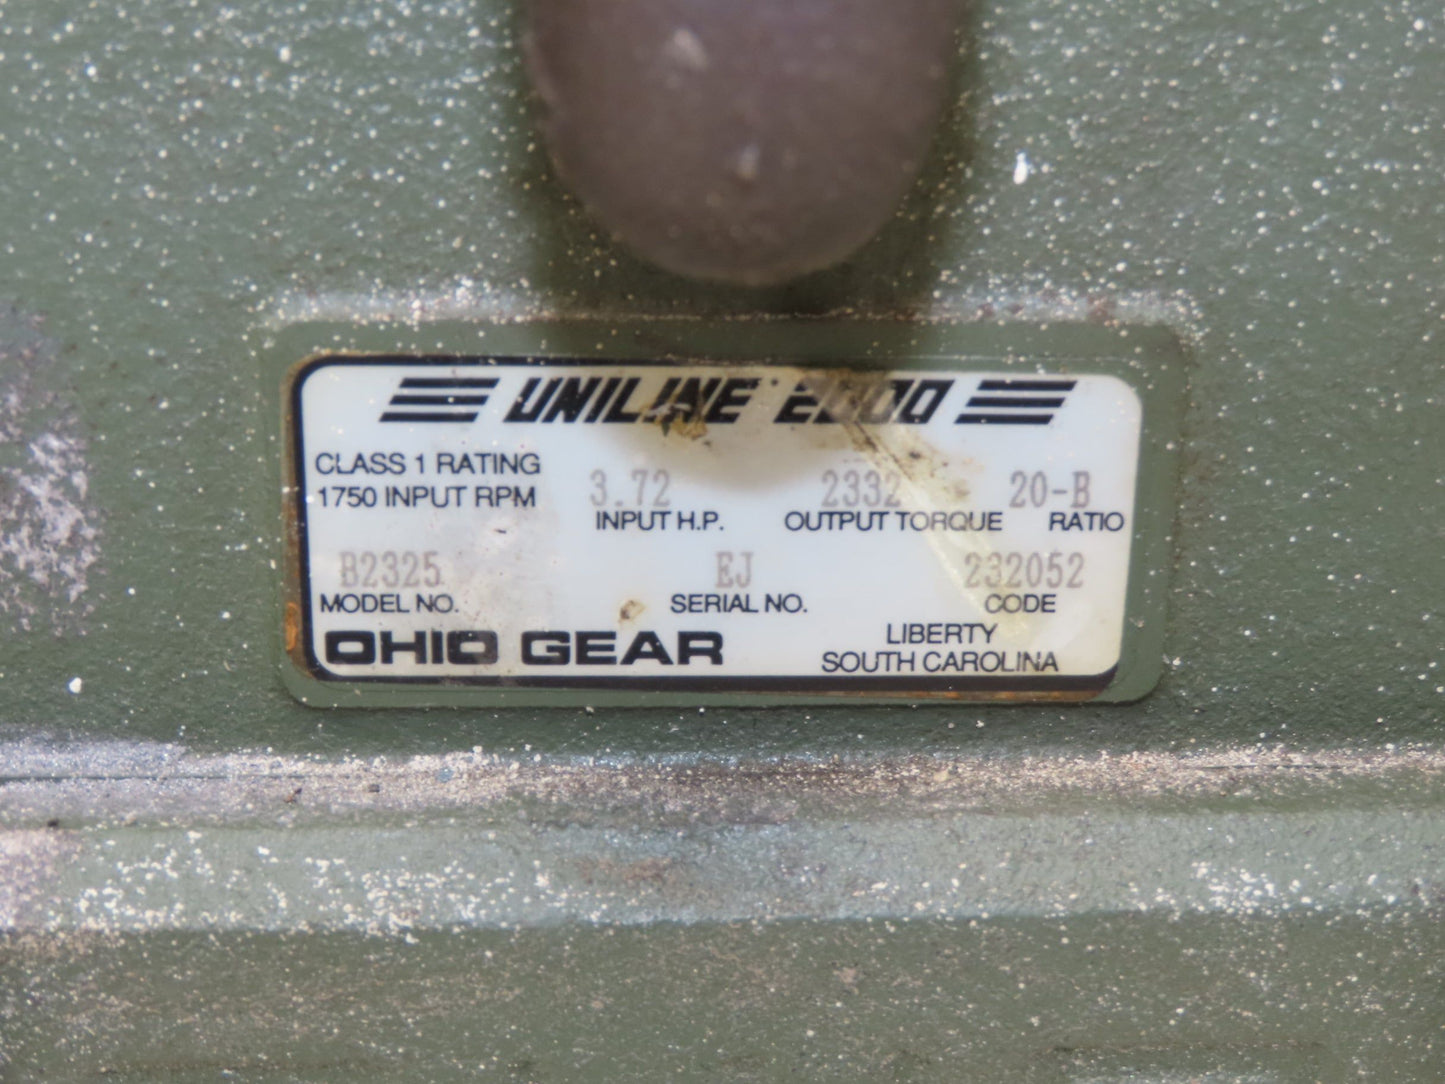 UNILINE 2000
CLASS 1 RATING
1750 INPUT RPM
3.72 2332 20-B
INPUT H.P. OUTPUT TORQUE RATIO
B2325 EJ 232052
MODEL NO. SERIAL NO. CODE
OHIO GEAR
LIBERTY
SOUTH CAROLINA